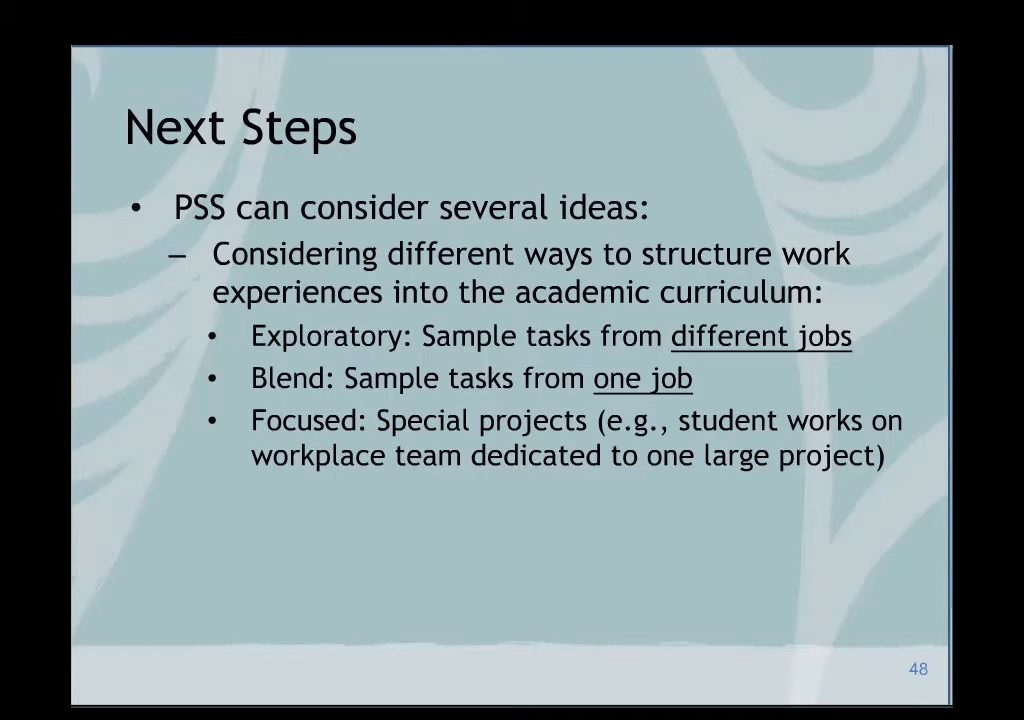 Next Steps
• PSS can consider several ideas:
– Considering different ways to structure work
experiences into the academic curriculum:
• Exploratory: Sample tasks from different jobs
• Blend: Sample tasks from one job
• Focused: Special projects (e.g., student works on
workplace team dedicated to one large project)
48